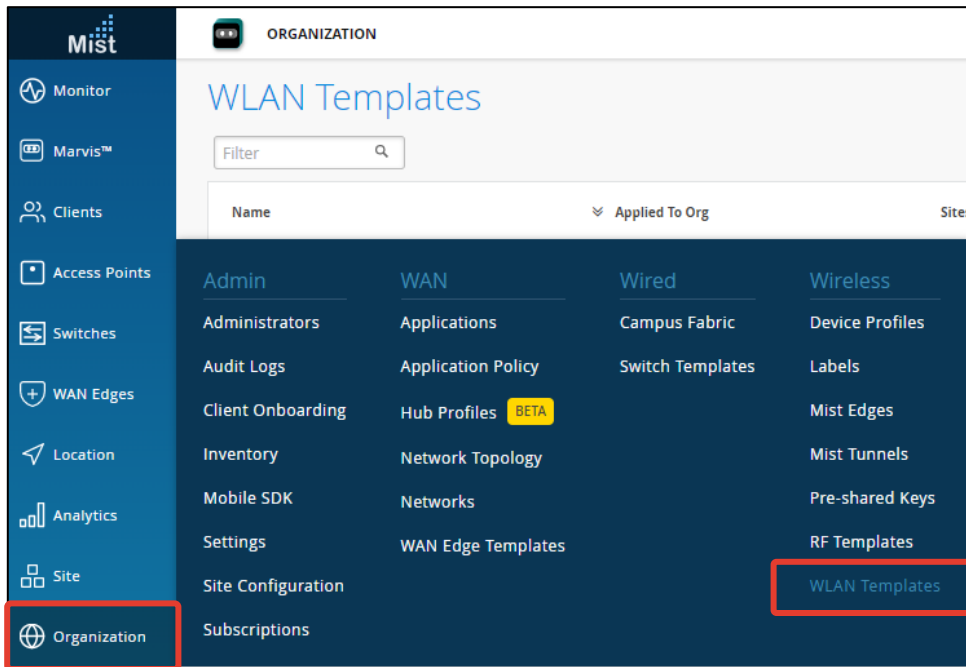 Mist
ORGANIZATION
Monitor
Marvis™
Clients
Access Points
Switches
WAN Edges
Location
Analytics
Site
Organization
WLAN Templates
Filter
Name
Applied To Org
Site
Admin
Administrators
Audit Logs
Client Onboarding
Inventory
Mobile SDK
Settings
Site Configuration
Subscriptions
WAN
Applications
Application Policy
Hub Profiles BETA
Network Topology
Networks
WAN Edge Templates
Wired
Campus Fabric
Switch Templates
Wireless
Device Profiles
Labels
Mist Edges
Mist Tunnels
Pre-shared Keys
RF Templates
WLAN Templates